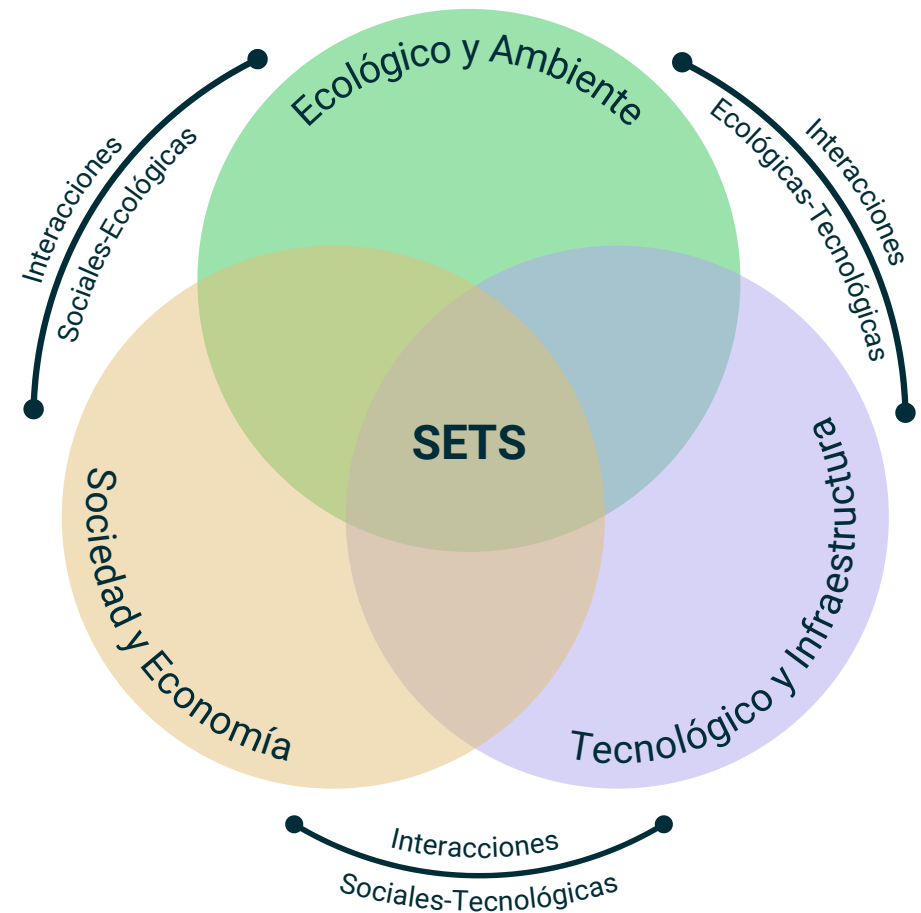 Ecológico y Ambiente
Interacciones
Sociales-Ecológicas
Interacciones
Ecológicas-Tecnológicas
SETS
Sociedad y Economía
Tecnológico y Infraestructura
Interacciones
Sociales-Tecnológicas